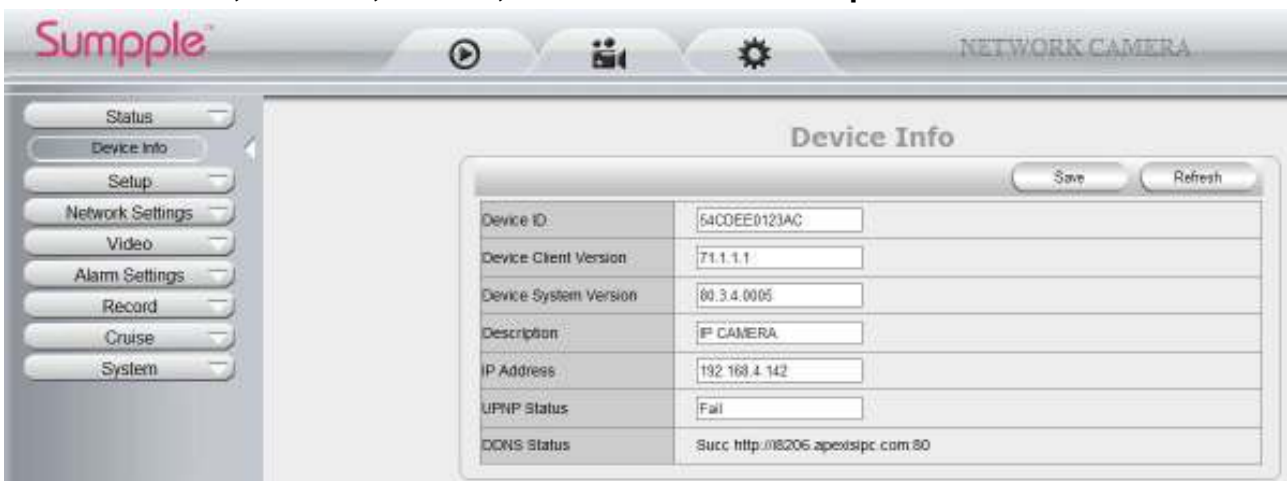 Sumpple
NETWORK CAMERA
Status
Device Info
Setup
Network Settings
Video
Alarm Settings
Record
Cruise
System
Device Info
Save Refresh
Device ID 54CDEE0123AC
Device Client Version 71.1.1.1
Device System Version 80.3.4.0005
Description IP CAMERA
IP Address 192.168.4.142
UPNP Status Fail
DDNS Status Succ http://i8206.apexisipc.com:80